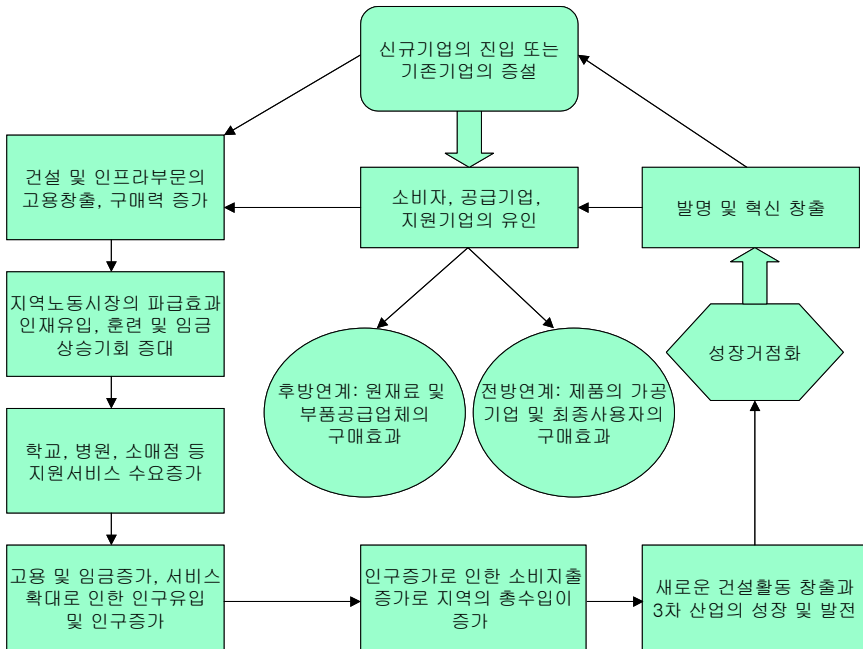 신규기업의 진입 또는
기존기업의 증설
건설 및 인프라부문의
고용창출, 구매력 증가
소비자, 공급기업,
지원기업의 유인
발명 및 혁신 창출
지역노동시장의 파급효과
인재유입, 훈련 및 임금
상승기회 증대
성장거점화
후방연계: 원재료 및
부품공급업체의
구매효과
전방연계: 제품의 가공
기업 및 최종사용자의
구매효과
학교, 병원, 소매점 등
지원서비스 수요증가
고용 및 임금증가, 서비스
확대로 인한 인구유입
및 인구증가
인구증가로 인한 소비지출
증가로 지역의 총수입이
증가
새로운 건설활동 창출과
3차 산업의 성장 및 발전